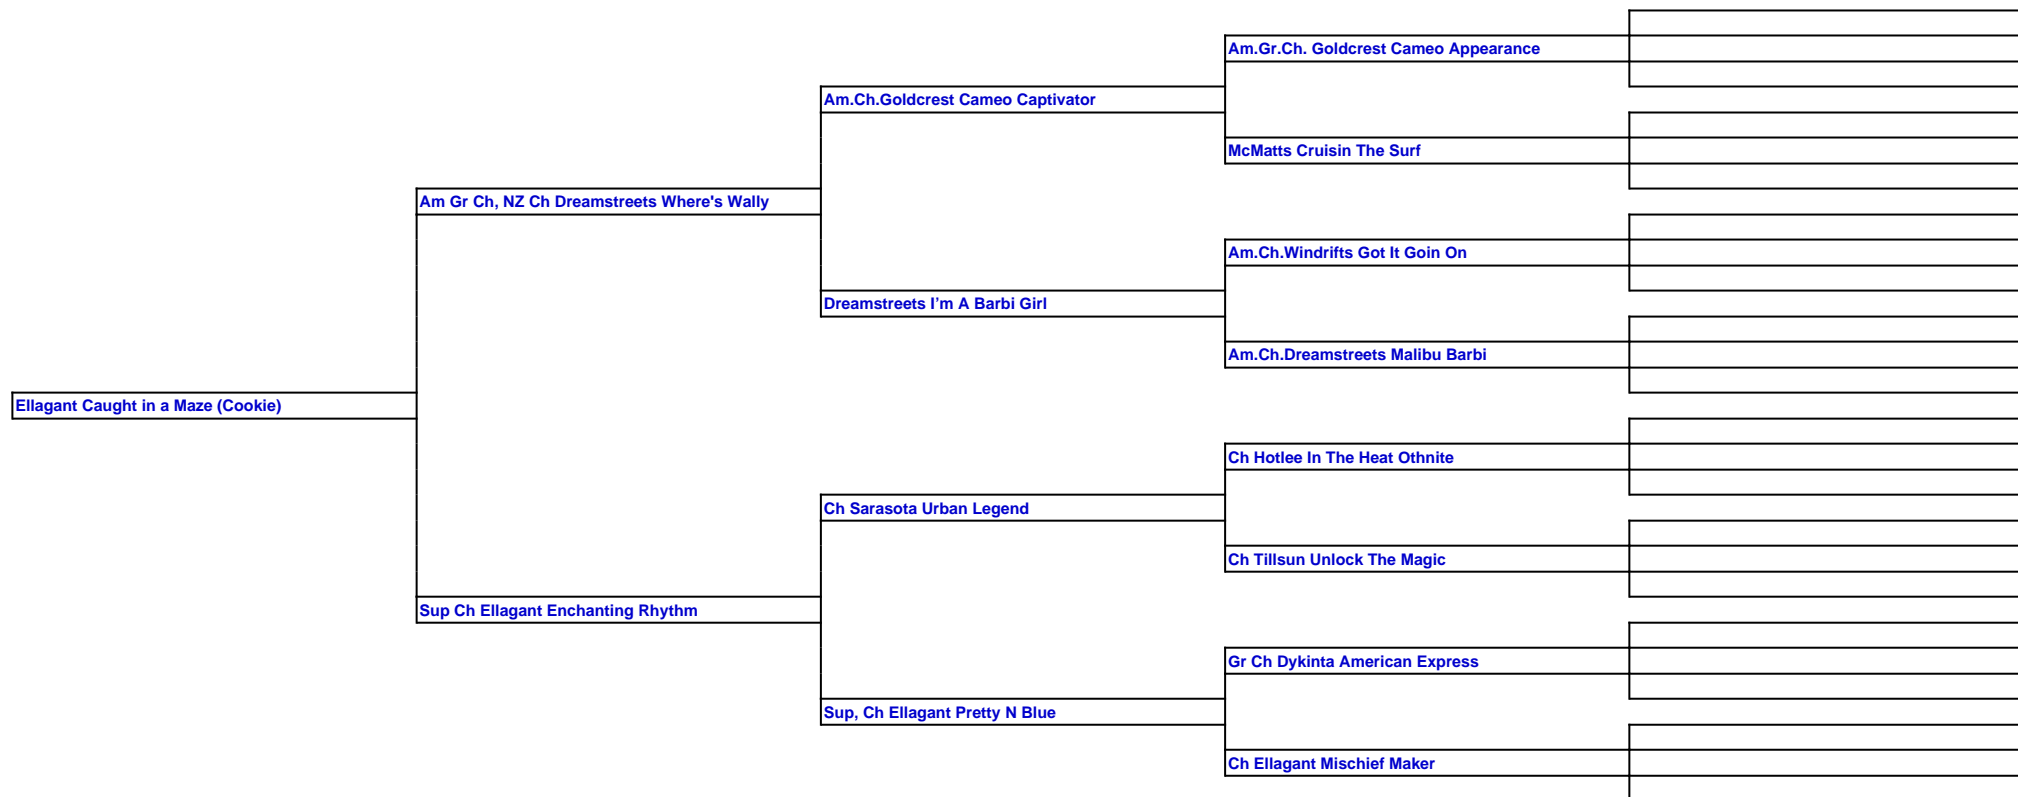 Am.Gr.Ch. Goldcrest Cameo Appearance
Am.Ch.Goldcrest Cameo Captivator
McMatts Cruisin The Surf
Am Gr Ch, NZ Ch Dreamstreets Where's Wally
Am.Ch.Windrifts Got It Goin On
Dreamstreets I’m A Barbi Girl
Am.Ch.Dreamstreets Malibu Barbi
Ellagant Caught in a Maze (Cookie)
Ch Hotlee In The Heat Othnite
Ch Sarasota Urban Legend
Ch Tillsun Unlock The Magic
Sup Ch Ellagant Enchanting Rhythm
Gr Ch Dykinta American Express
Sup, Ch Ellagant Pretty N Blue
Ch Ellagant Mischief Maker